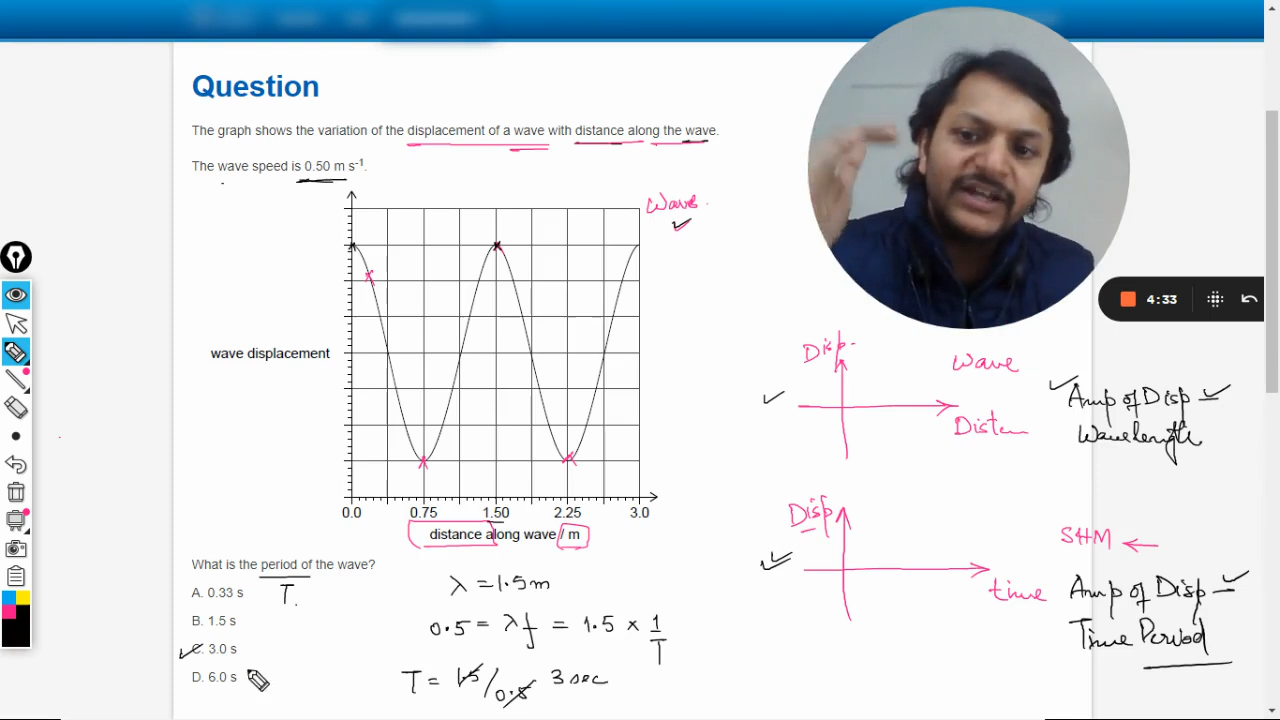 Question
The graph shows the variation of the displacement of a wave with distance along the wave.
The wave speed is 0.50 m s⁻¹.
Wave
wave displacement
0.0 0.75 1.50 2.25 3.0
distance along wave / m
What is the period of the wave?
T
A. 0.33 s
B. 1.5 s
C. 3.0 s
D. 6.0 s
λ = 1.5m
0.5 = λf = 1.5 × 1/T
T = 1.5/0.5 3 sec
4:33
Disp.
Wave
Distan
Amp of Disp
Wavelength
Disp
time
SHM
Amp of Disp
Time Period